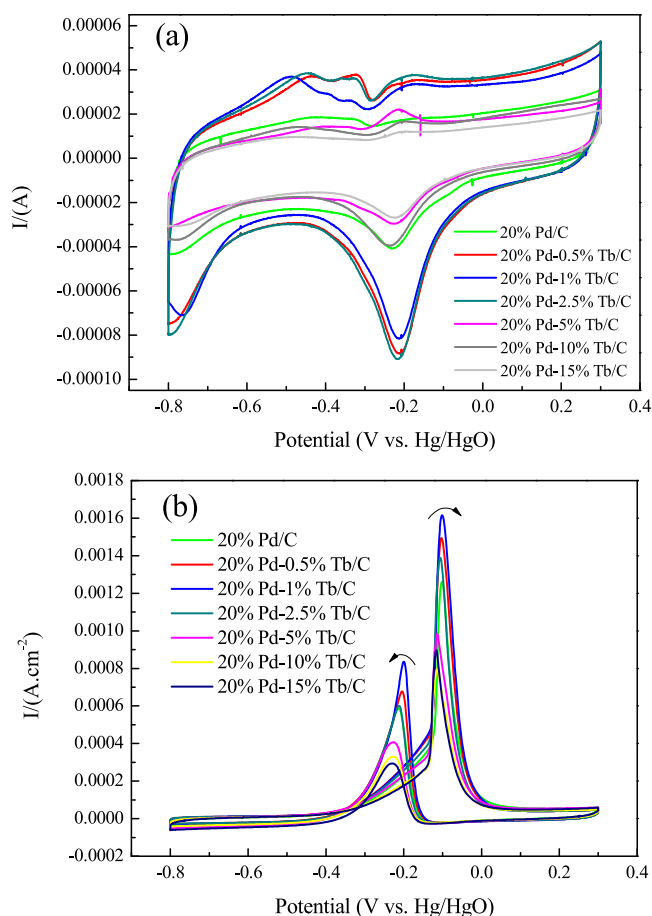 (a)
0.00006
0.00004
0.00002
0.00000
-0.00002
-0.00004
-0.00006
-0.00008
-0.00010
I/(A)
20% Pd/C
20% Pd-0.5% Tb/C
20% Pd-1% Tb/C
20% Pd-2.5% Tb/C
20% Pd-5% Tb/C
20% Pd-10% Tb/C
20% Pd-15% Tb/C
-0.8 -0.6 -0.4 -0.2 0.0 0.2 0.4
Potential (V vs. Hg/HgO)
(b)
0.0018
0.0016
0.0014
0.0012
0.0010
0.0008
0.0006
0.0004
0.0002
0.0000
-0.0002
I/(A.cm-2)
20% Pd/C
20% Pd-0.5% Tb/C
20% Pd-1% Tb/C
20% Pd-2.5% Tb/C
20% Pd-5% Tb/C
20% Pd-10% Tb/C
20% Pd-15% Tb/C
-0.8 -0.6 -0.4 -0.2 0.0 0.2 0.4
Potential (V vs. Hg/HgO)